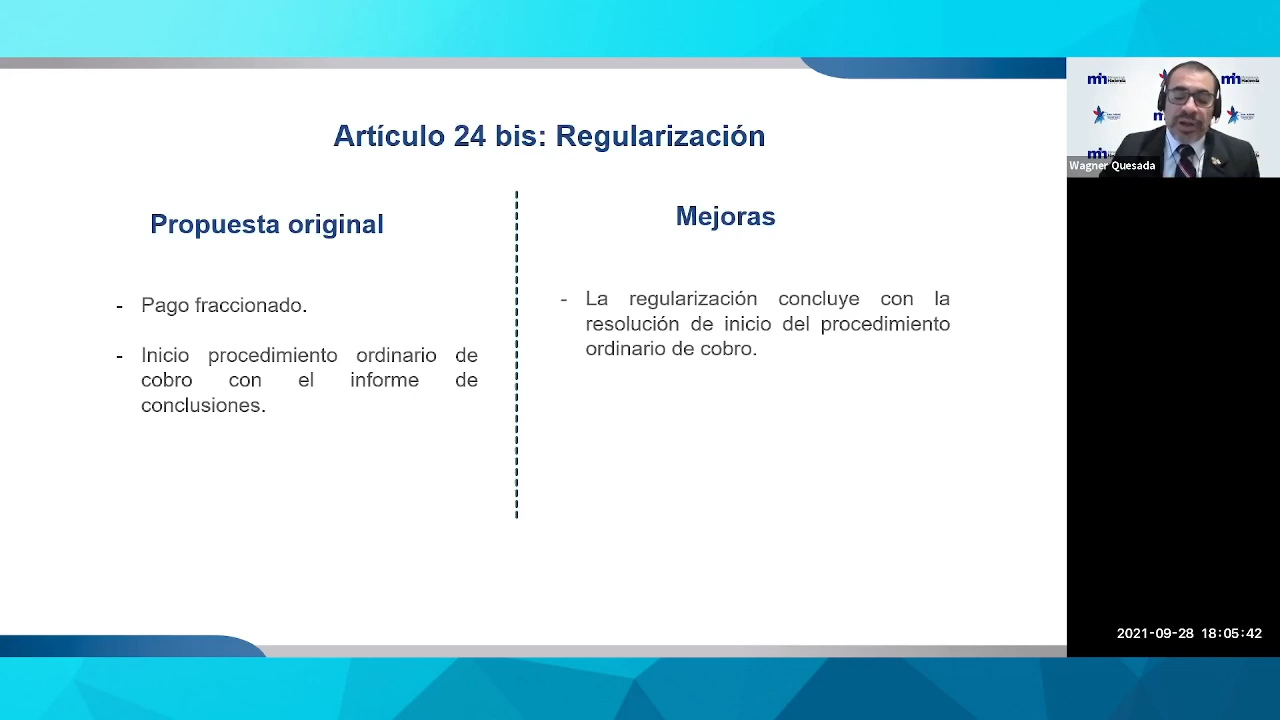 Artículo 24 bis: Regularización
Propuesta original
- Pago fraccionado.
- Inicio procedimiento ordinario de
cobro con el informe de
conclusiones.
Mejoras
- La regularización concluye con la
resolución de inicio del procedimiento
ordinario de cobro.
Wagner Quesada
2021-09-28 18:05:42